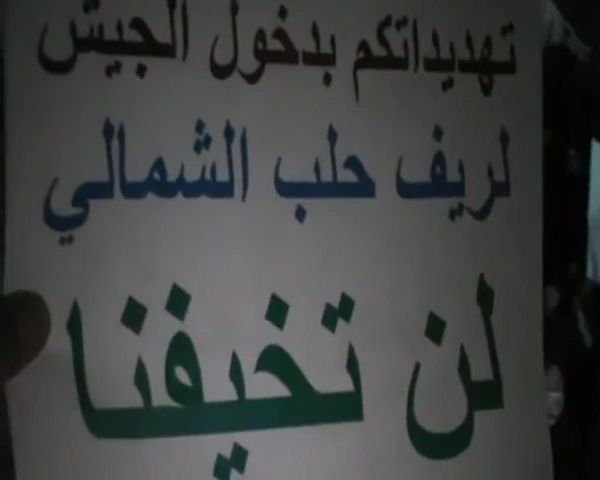 تهديداتكم بدخول الجيش
لريف حلب الشمالي
لن تخيفنا